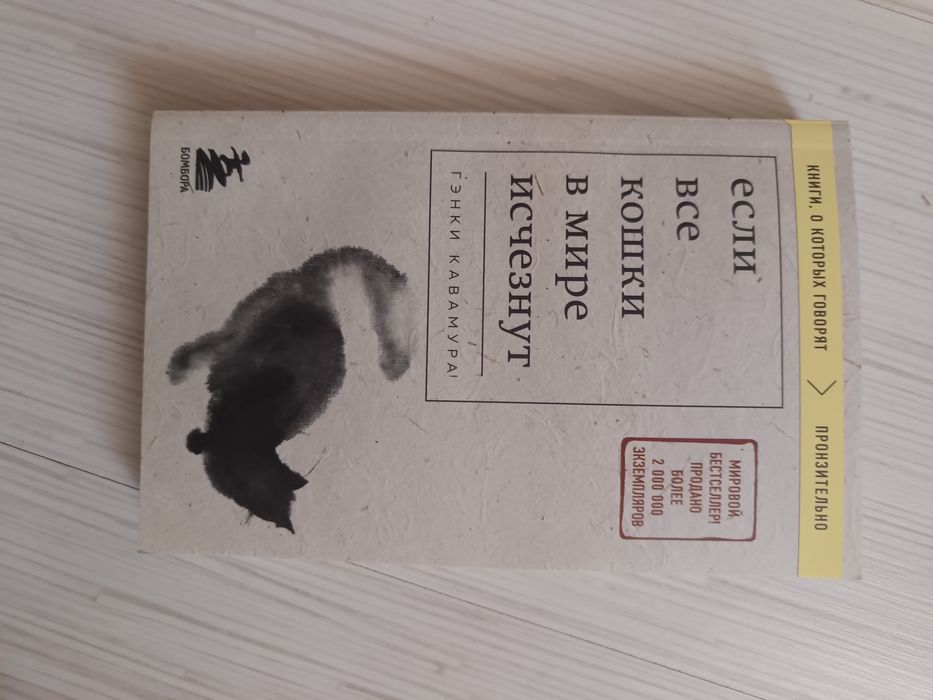 КНИГИ, О КОТОРЫХ ГОВОРЯТ > ПРОНЗИТЕЛЬНО
если
все
кошки
в мире
исчезнут
ГЭНКИ КАВАМУРА
МИРОВОЙ
БЕСТСЕЛЛЕР!
ПРОДАНО
БОЛЕЕ
2 000 000
ЭКЗЕМПЛЯРОВ
БОМБОРА